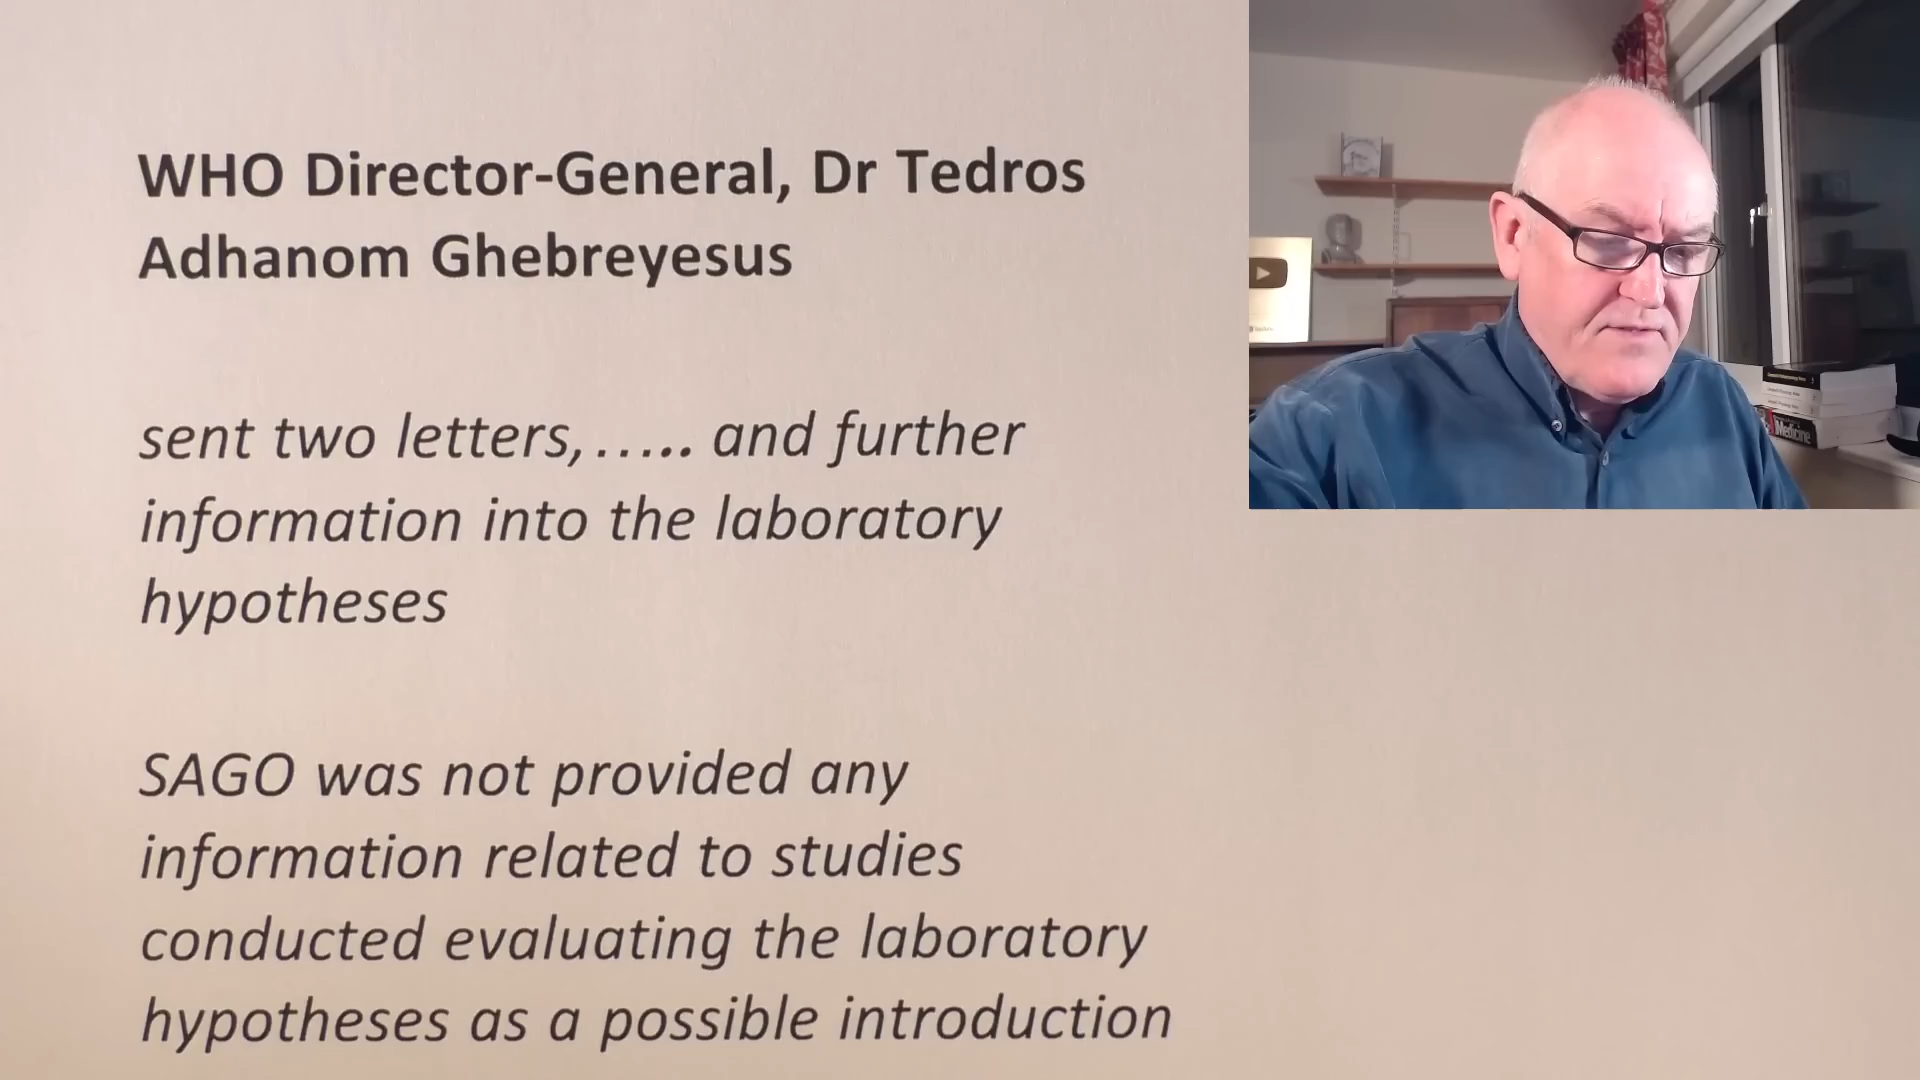 WHO Director-General, Dr Tedros
Adhanom Ghebreyesus
sent two letters,….. and further
information into the laboratory
hypotheses
SAGO was not provided any
information related to studies
conducted evaluating the laboratory
hypotheses as a possible introduction
Medicine